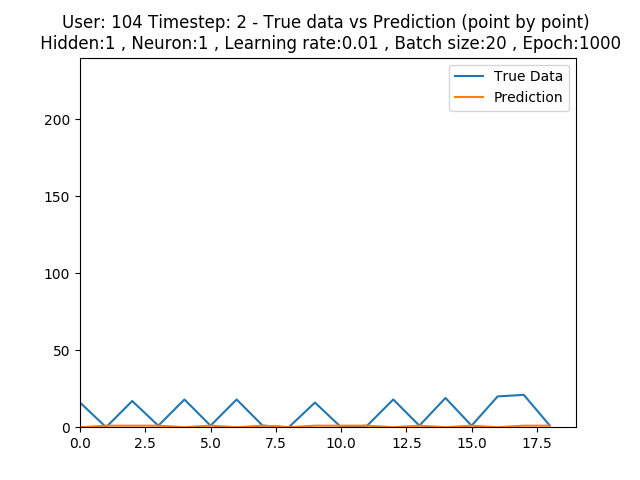 User: 104 Timestep: 2 - True data vs Prediction (point by point)
Hidden:1 , Neuron:1 , Learning rate:0.01 , Batch size:20 , Epoch:1000
True Data
Prediction
200
150
100
50
0
0.0 2.5 5.0 7.5 10.0 12.5 15.0 17.5